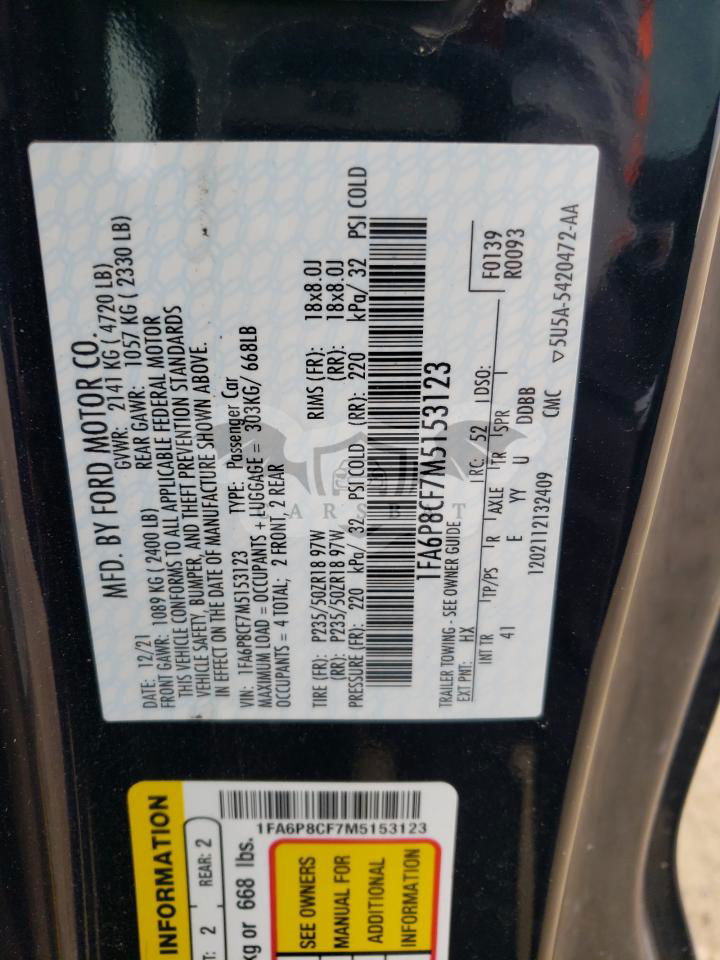 MFD. BY FORD MOTOR CO.
DATE: 12/21 GVWR: 2141 KG ( 4720 LB)
FRONT GAWR: 1089 KG ( 2400 LB) REAR GAWR: 1057 KG ( 2330 LB)
THIS VEHICLE CONFORMS TO ALL APPLICABLE FEDERAL MOTOR
VEHICLE SAFETY, BUMPER, AND THEFT PREVENTION STANDARDS
IN EFFECT ON THE DATE OF MANUFACTURE SHOWN ABOVE.
VIN: 1FA6P8CF7M5153123 TYPE: Passenger Car
MAXIMUM LOAD = OCCUPANTS + LUGGAGE = 303KG/ 668LB
OCCUPANTS = 4 TOTAL; 2 FRONT, 2 REAR
TIRE (FR): P235/50ZR18 97W RIMS (FR): 18x8.0J
(RR): P235/50ZR18 97W (RR): 18x8.0J
PRESSURE (FR): 220 kPa/ 32 PSI COLD (RR): 220 kPa/ 32 PSI COLD
1FA6P8CF7M5153123
TRAILER TOWING - SEE OWNER GUIDE
EXT PNT: HX RC: 52 DSO: F0139
INT TR TP/PS R AXLE TR SPR R0093
41 E YY U DDBB
12021112132409 CMC ▽5U5A-5420472-AA
CARSBAT
INFORMATION
T: 2 REAR: 2
kg or 668 lbs.
1FA6P8CF7M5153123
SEE OWNERS
MANUAL FOR
ADDITIONAL
INFORMATION